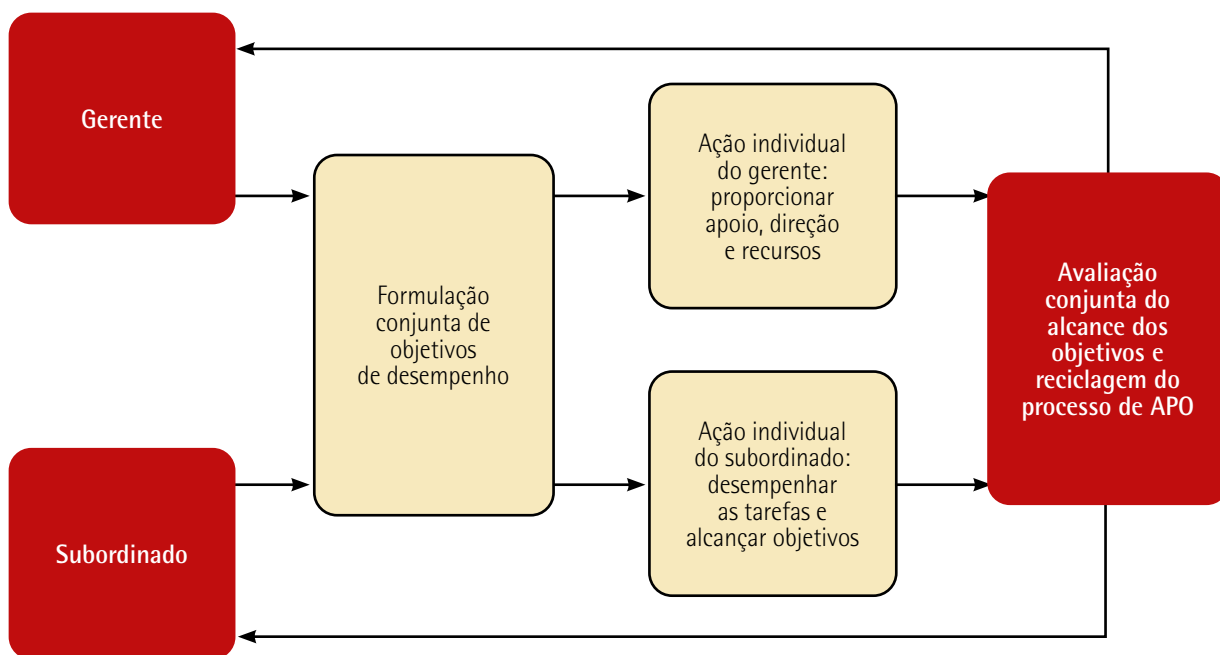 Gerente
Subordinado
Formulação
conjunta de
objetivos
de desempenho
Ação individual
do gerente:
proporcionar
apoio, direção
e recursos
Ação individual
do subordinado:
desempenhar
as tarefas e
alcançar objetivos
Avaliação
conjunta do
alcance dos
objetivos e
reciclagem do
processo de APO